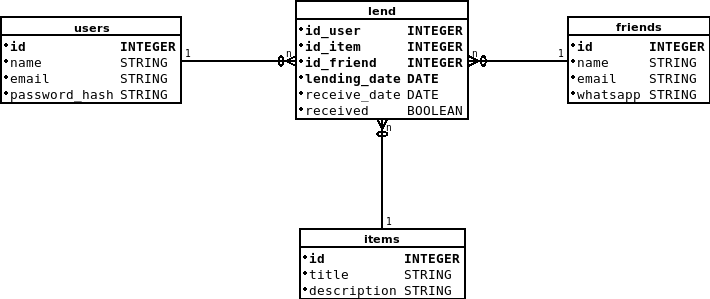 users
id INTEGER
name STRING
email STRING
password_hash STRING
1
n
lend
id_user INTEGER
id_item INTEGER
id_friend INTEGER
lending_date DATE
receive_date DATE
received BOOLEAN
n
1
friends
id INTEGER
name STRING
email STRING
whatsapp STRING
n
1
items
id INTEGER
title STRING
description STRING